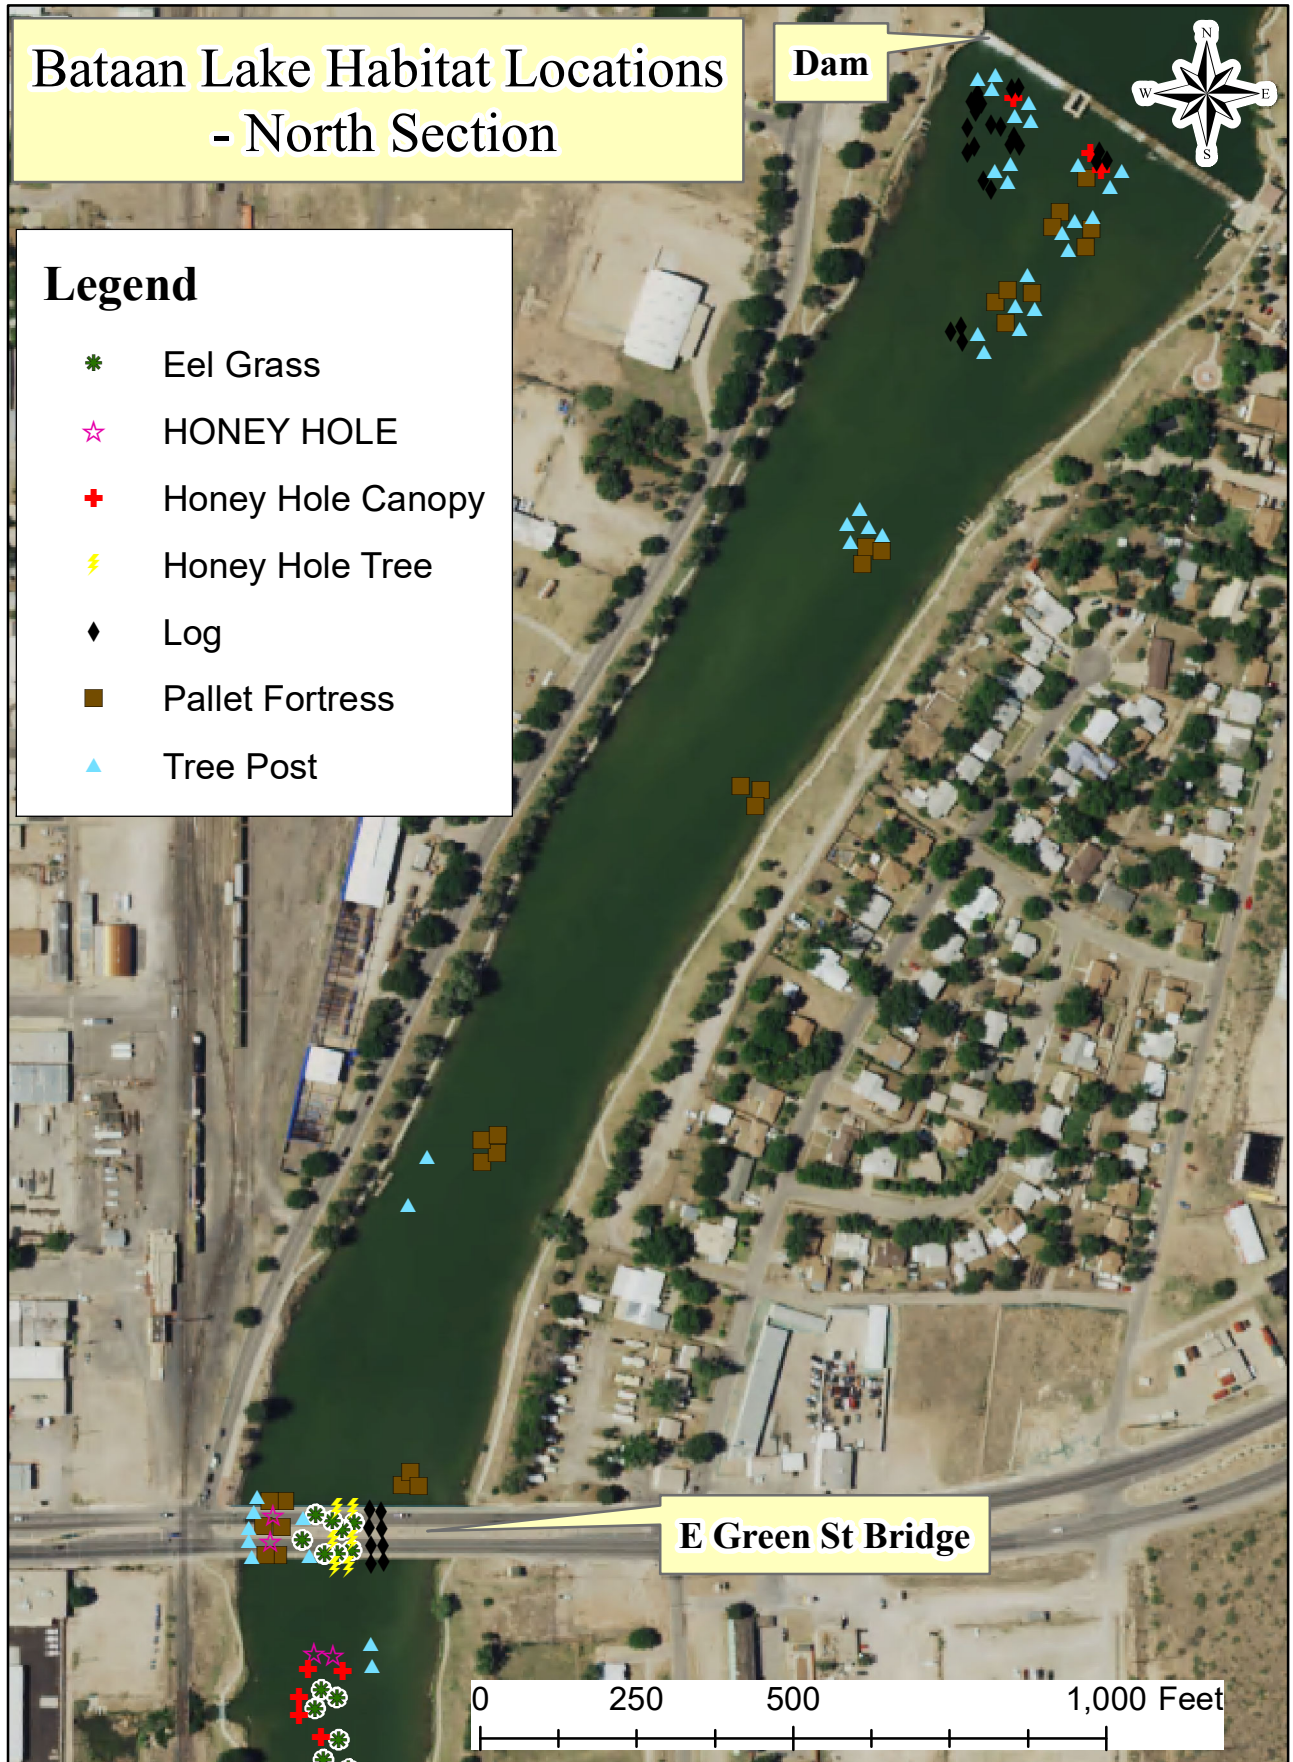 Bataan Lake Habitat Locations
- North Section
Dam
N
W
E
S
Legend
Eel Grass
HONEY HOLE
Honey Hole Canopy
Honey Hole Tree
Log
Pallet Fortress
Tree Post
E Green St Bridge
0 250 500 1,000 Feet